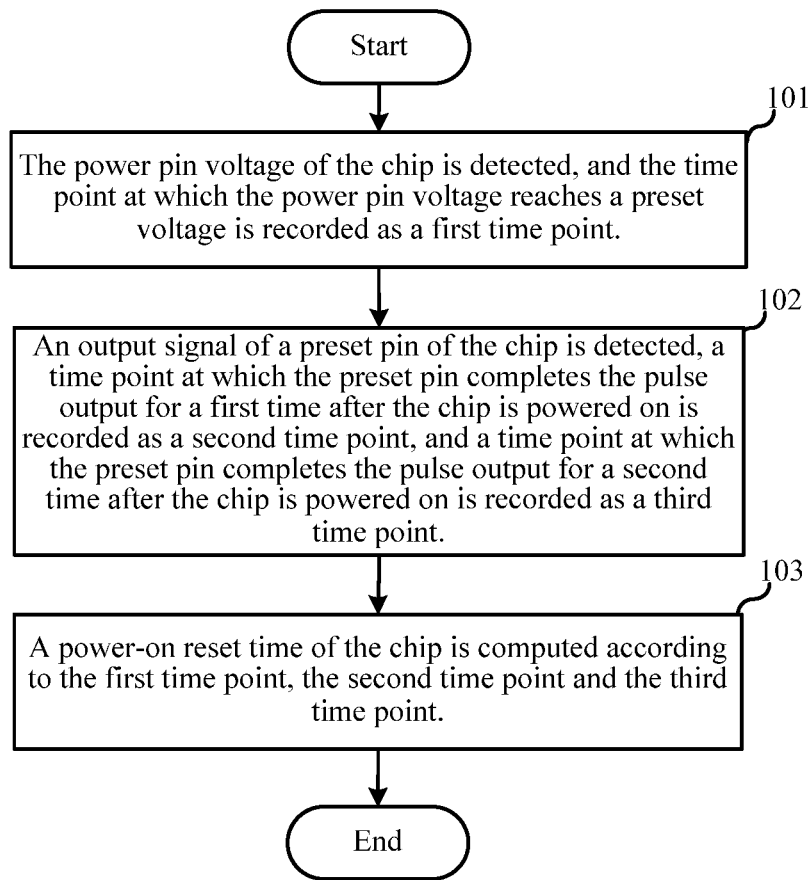 Start
101
The power pin voltage of the chip is detected, and the time
point at which the power pin voltage reaches a preset
voltage is recorded as a first time point.
102
An output signal of a preset pin of the chip is detected, a
time point at which the preset pin completes the pulse
output for a first time after the chip is powered on is
recorded as a second time point, and a time point at which
the preset pin completes the pulse output for a second
time after the chip is powered on is recorded as a third
time point.
103
A power-on reset time of the chip is computed according
to the first time point, the second time point and the third
time point.
End